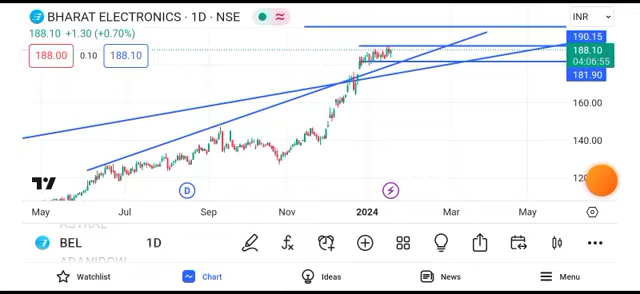 BHARAT ELECTRONICS · 1D · NSE
INR
188.10 +1.30 (+0.70%)
188.00 0.10 188.10
190.15
188.10
04:06:55
181.90
160.00
140.00
D
May Jul Sep Nov 2024 Mar May
ASTRAL
BEL 1D
ADANIPOW
Watchlist Chart Ideas News Menu